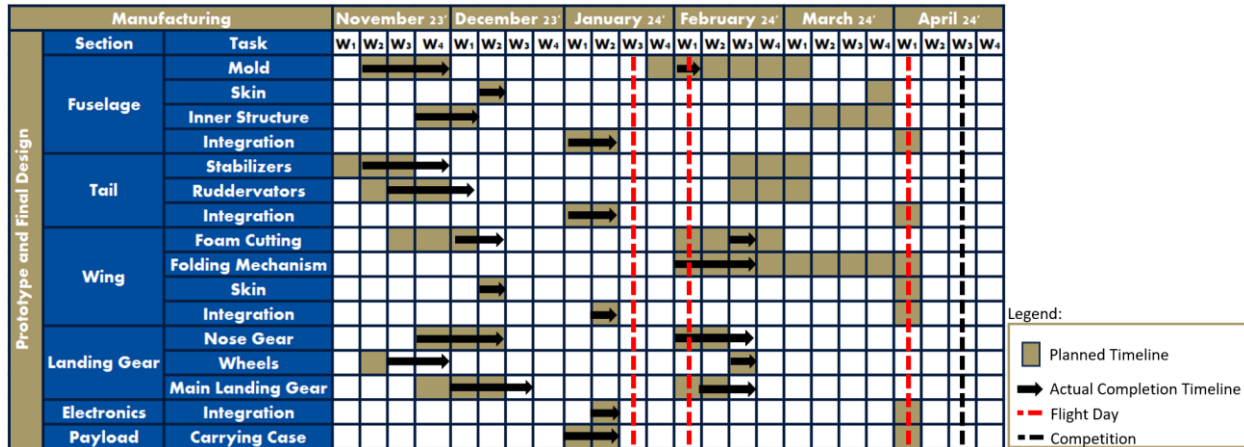 Manufacturing November 23' December 23' January 24' February 24' March 24' April 24'
Section Task W1 W2 W3 W4 W1 W2 W3 W4 W1 W2 W3 W4 W1 W2 W3 W4 W1 W2 W3 W4 W1 W2 W3 W4
Prototype and Final Design
Fuselage
Mold
Skin
Inner Structure
Integration
Tail
Stabilizers
Ruddervators
Integration
Wing
Foam Cutting
Folding Mechanism
Skin
Integration
Landing Gear
Nose Gear
Wheels
Main Landing Gear
Electronics Integration
Payload Carrying Case
Legend:
Planned Timeline
Actual Completion Timeline
Flight Day
Competition